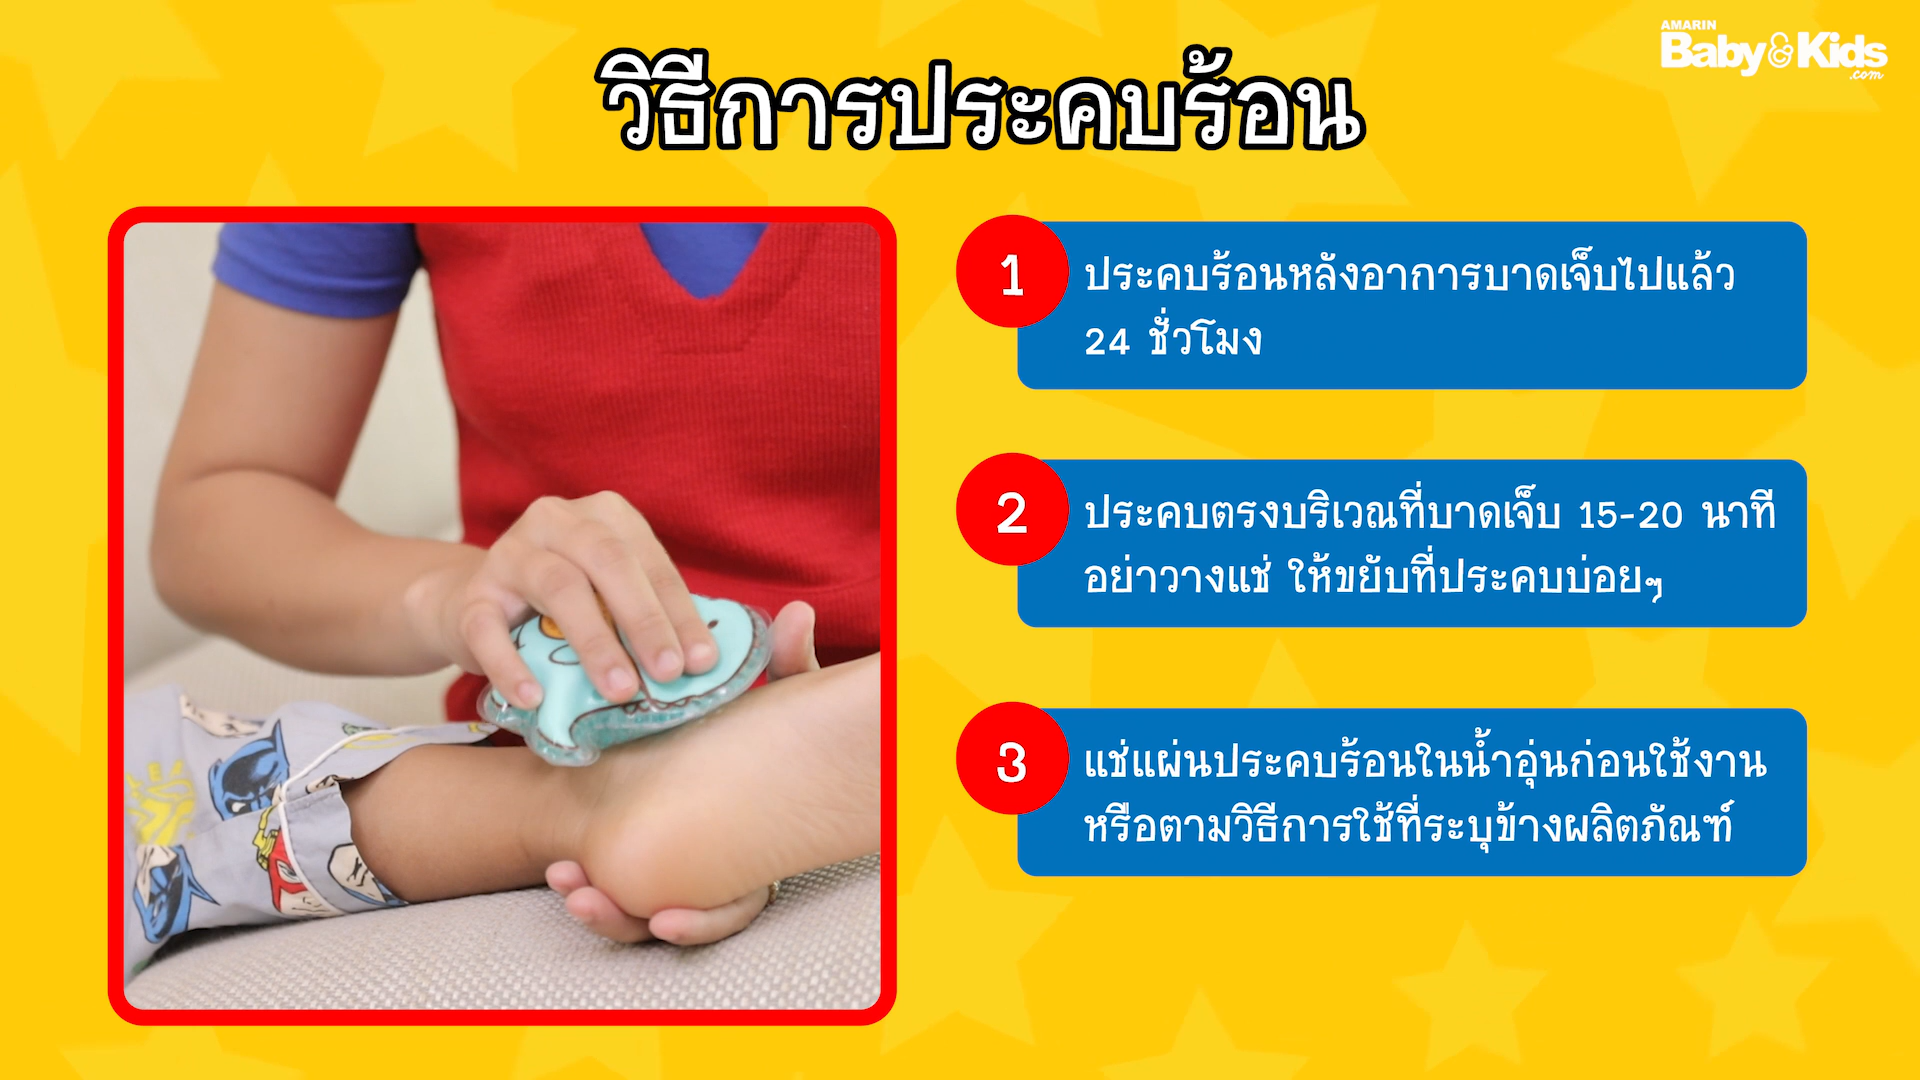 AMARIN
Baby & Kids
.com
วิธีการประคบร้อน
1
ประคบร้อนหลังอาการบาดเจ็บไปแล้ว
24 ชั่วโมง
2
ประคบตรงบริเวณที่บาดเจ็บ 15-20 นาที
อย่าวางแช่ ให้ขยับที่ประคบบ่อยๆ
3
แช่แผ่นประคบร้อนในน้ำอุ่นก่อนใช้งาน
หรือตามวิธีการใช้ที่ระบุข้างผลิตภัณฑ์